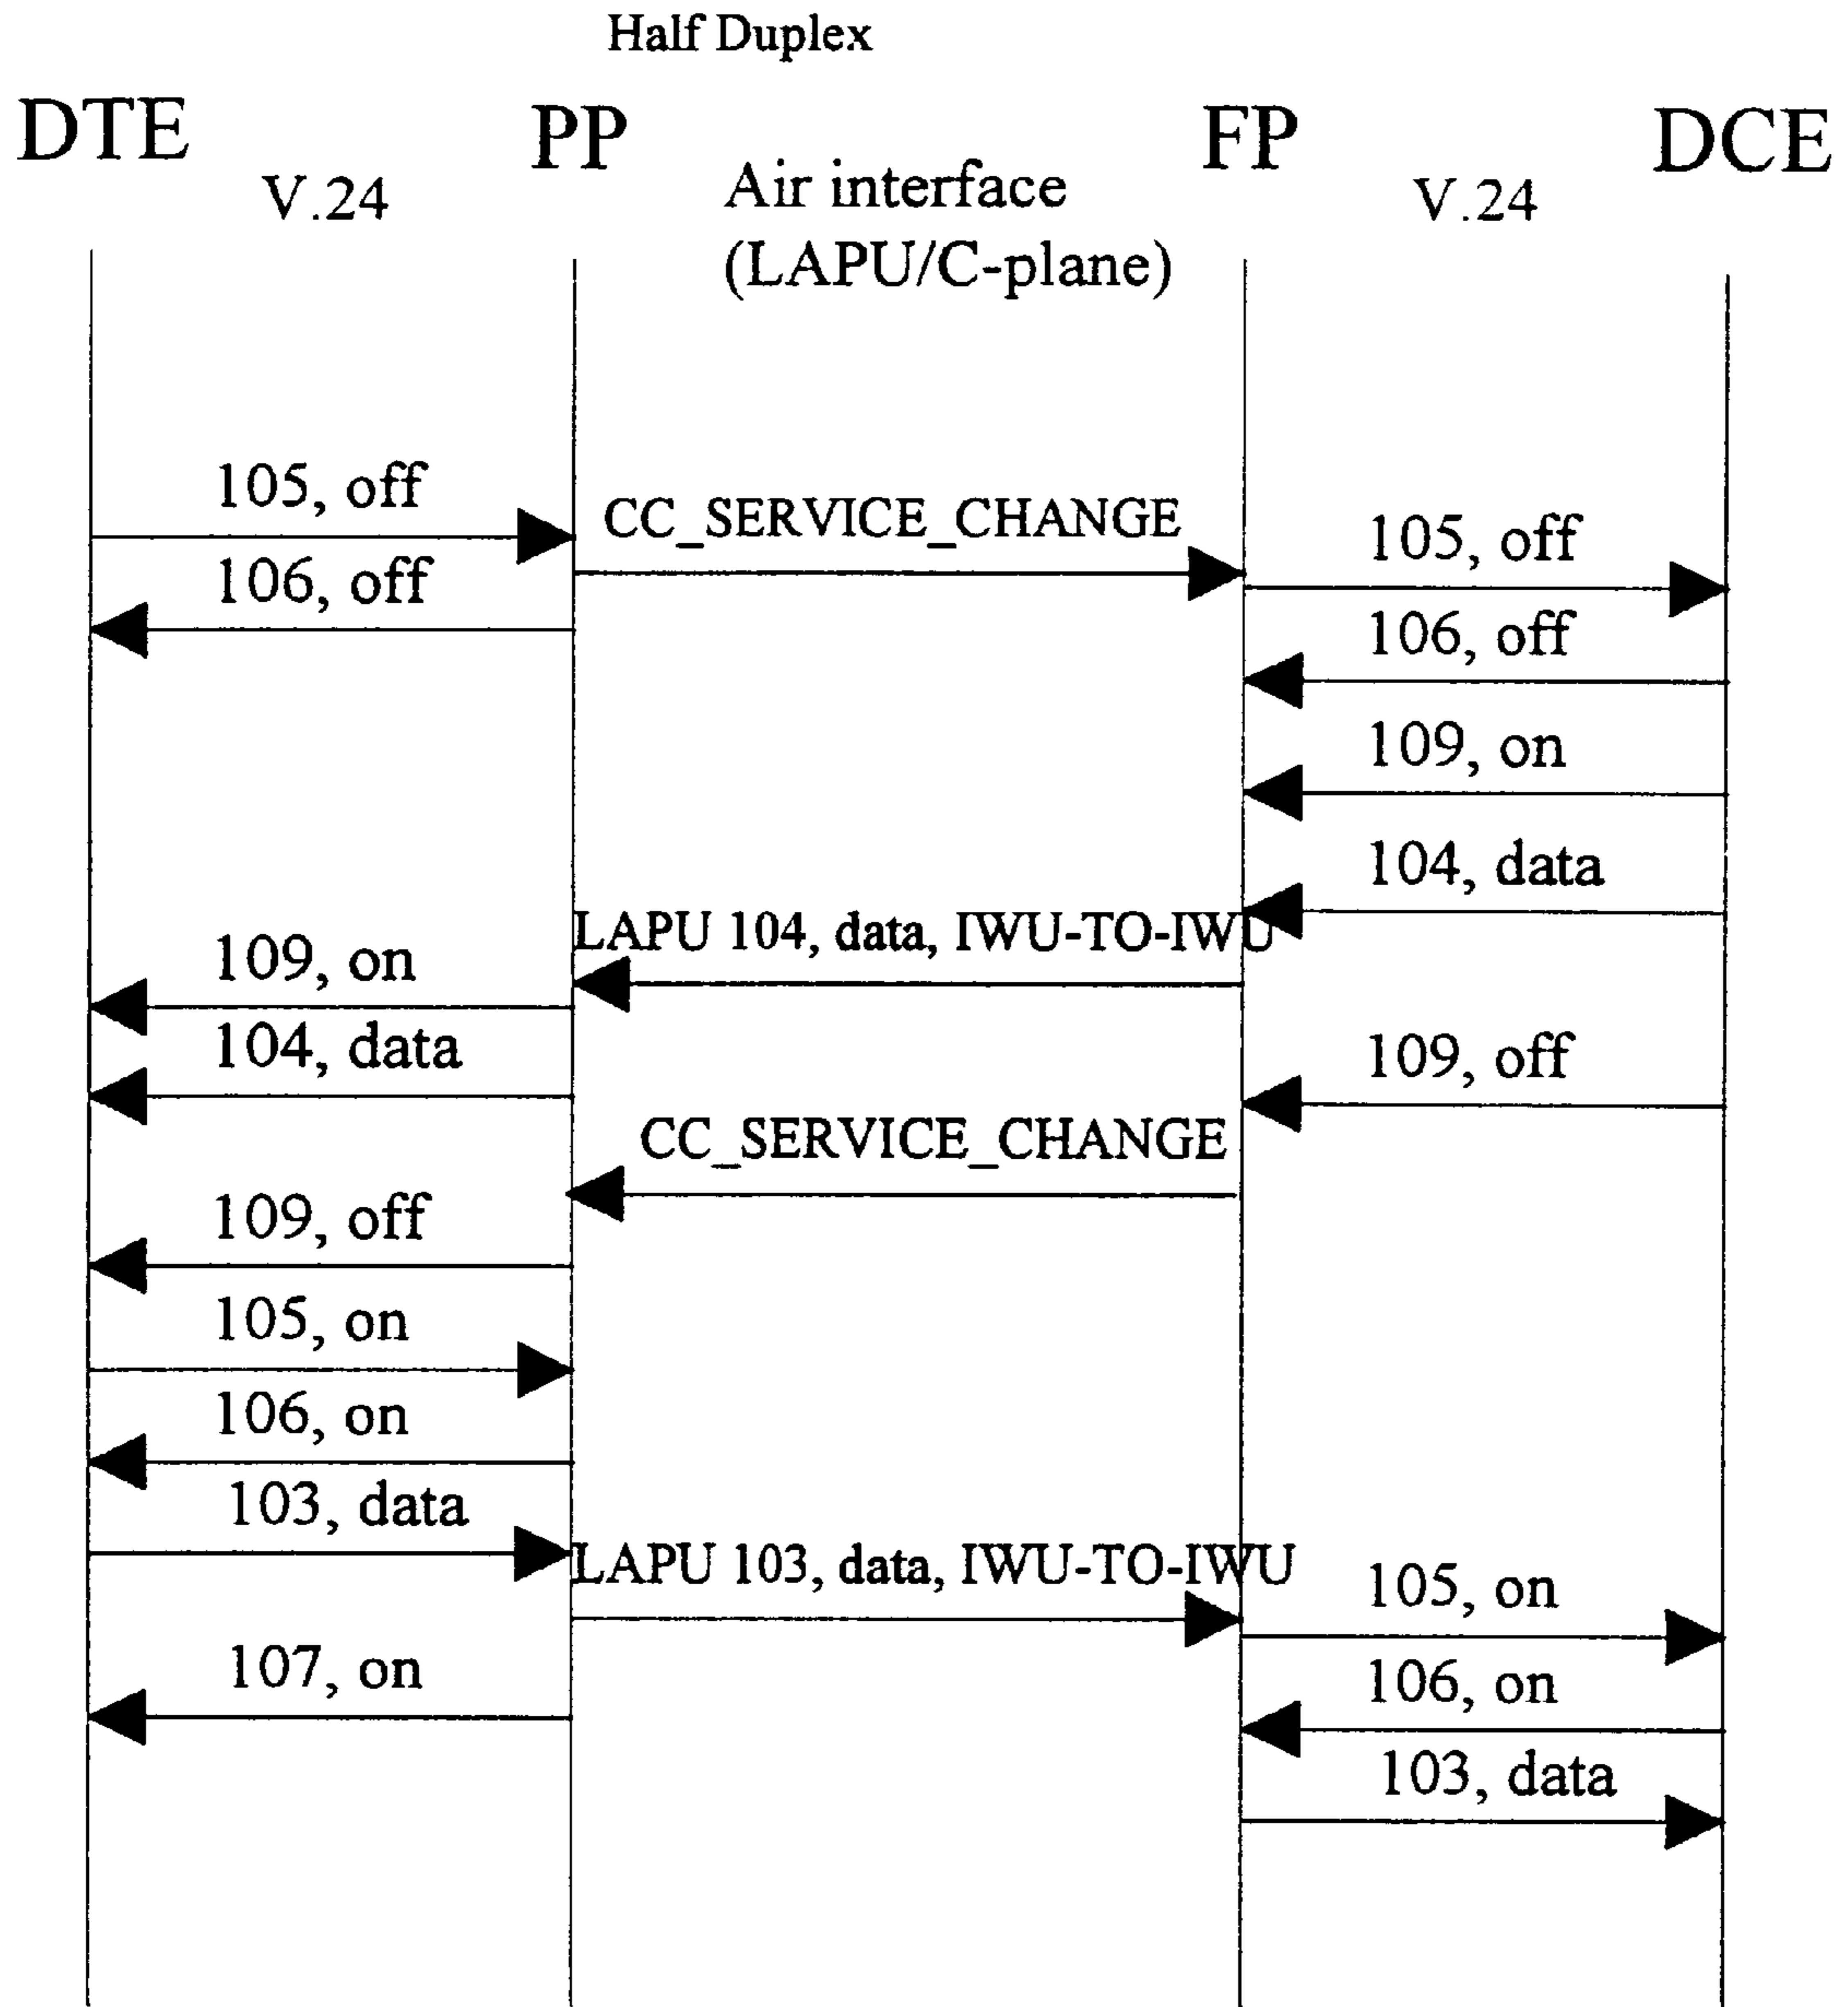 Half Duplex
DTE
PP
FP
DCE
V.24
Air interface
(LAPU/C-plane)
V.24
105, off
CC_SERVICE_CHANGE
105, off
106, off
106, off
109, on
104, data
LAPU 104, data, IWU-TO-IWU
109, on
104, data
109, off
CC_SERVICE_CHANGE
109, off
105, on
106, on
103, data
LAPU 103, data, IWU-TO-IWU
105, on
107, on
106, on
103, data